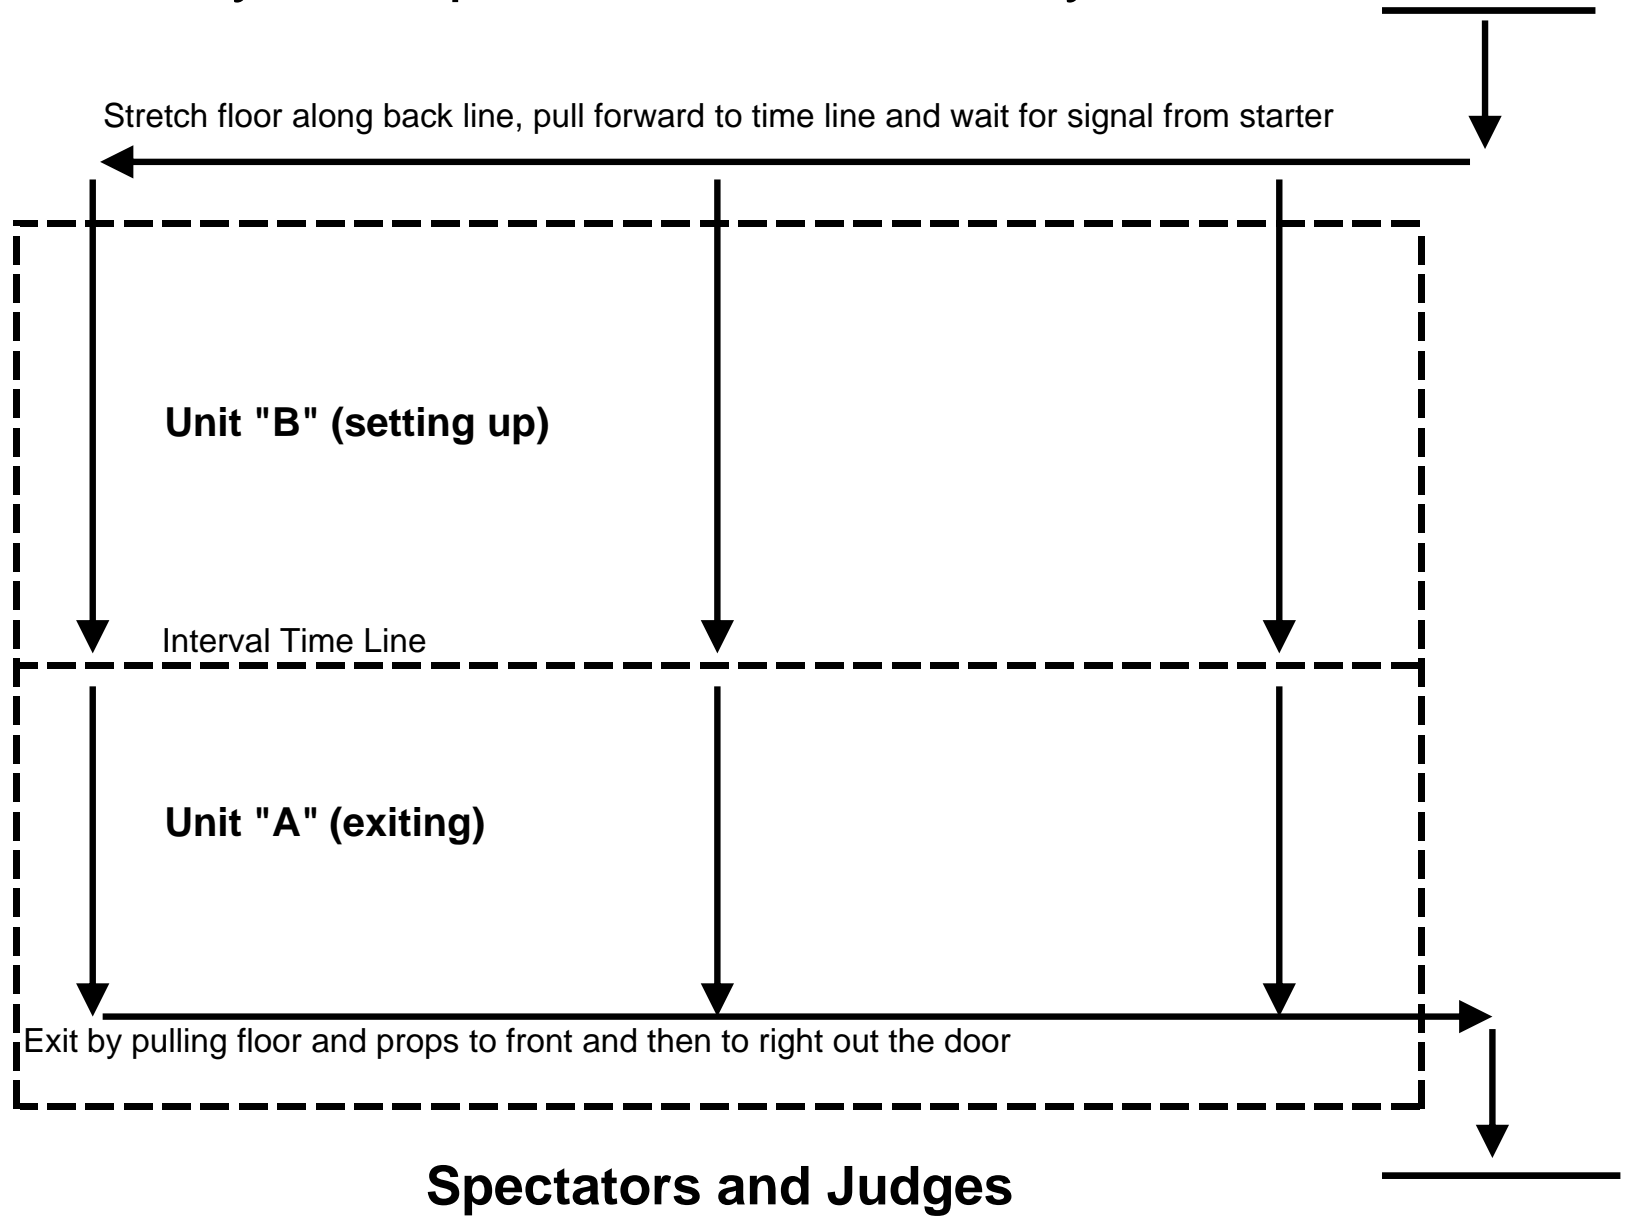 Stretch floor along back line, pull forward to time line and wait for signal from starter
Unit "B" (setting up)
Interval Time Line
Unit "A" (exiting)
Exit by pulling floor and props to front and then to right out the door
Spectators and Judges